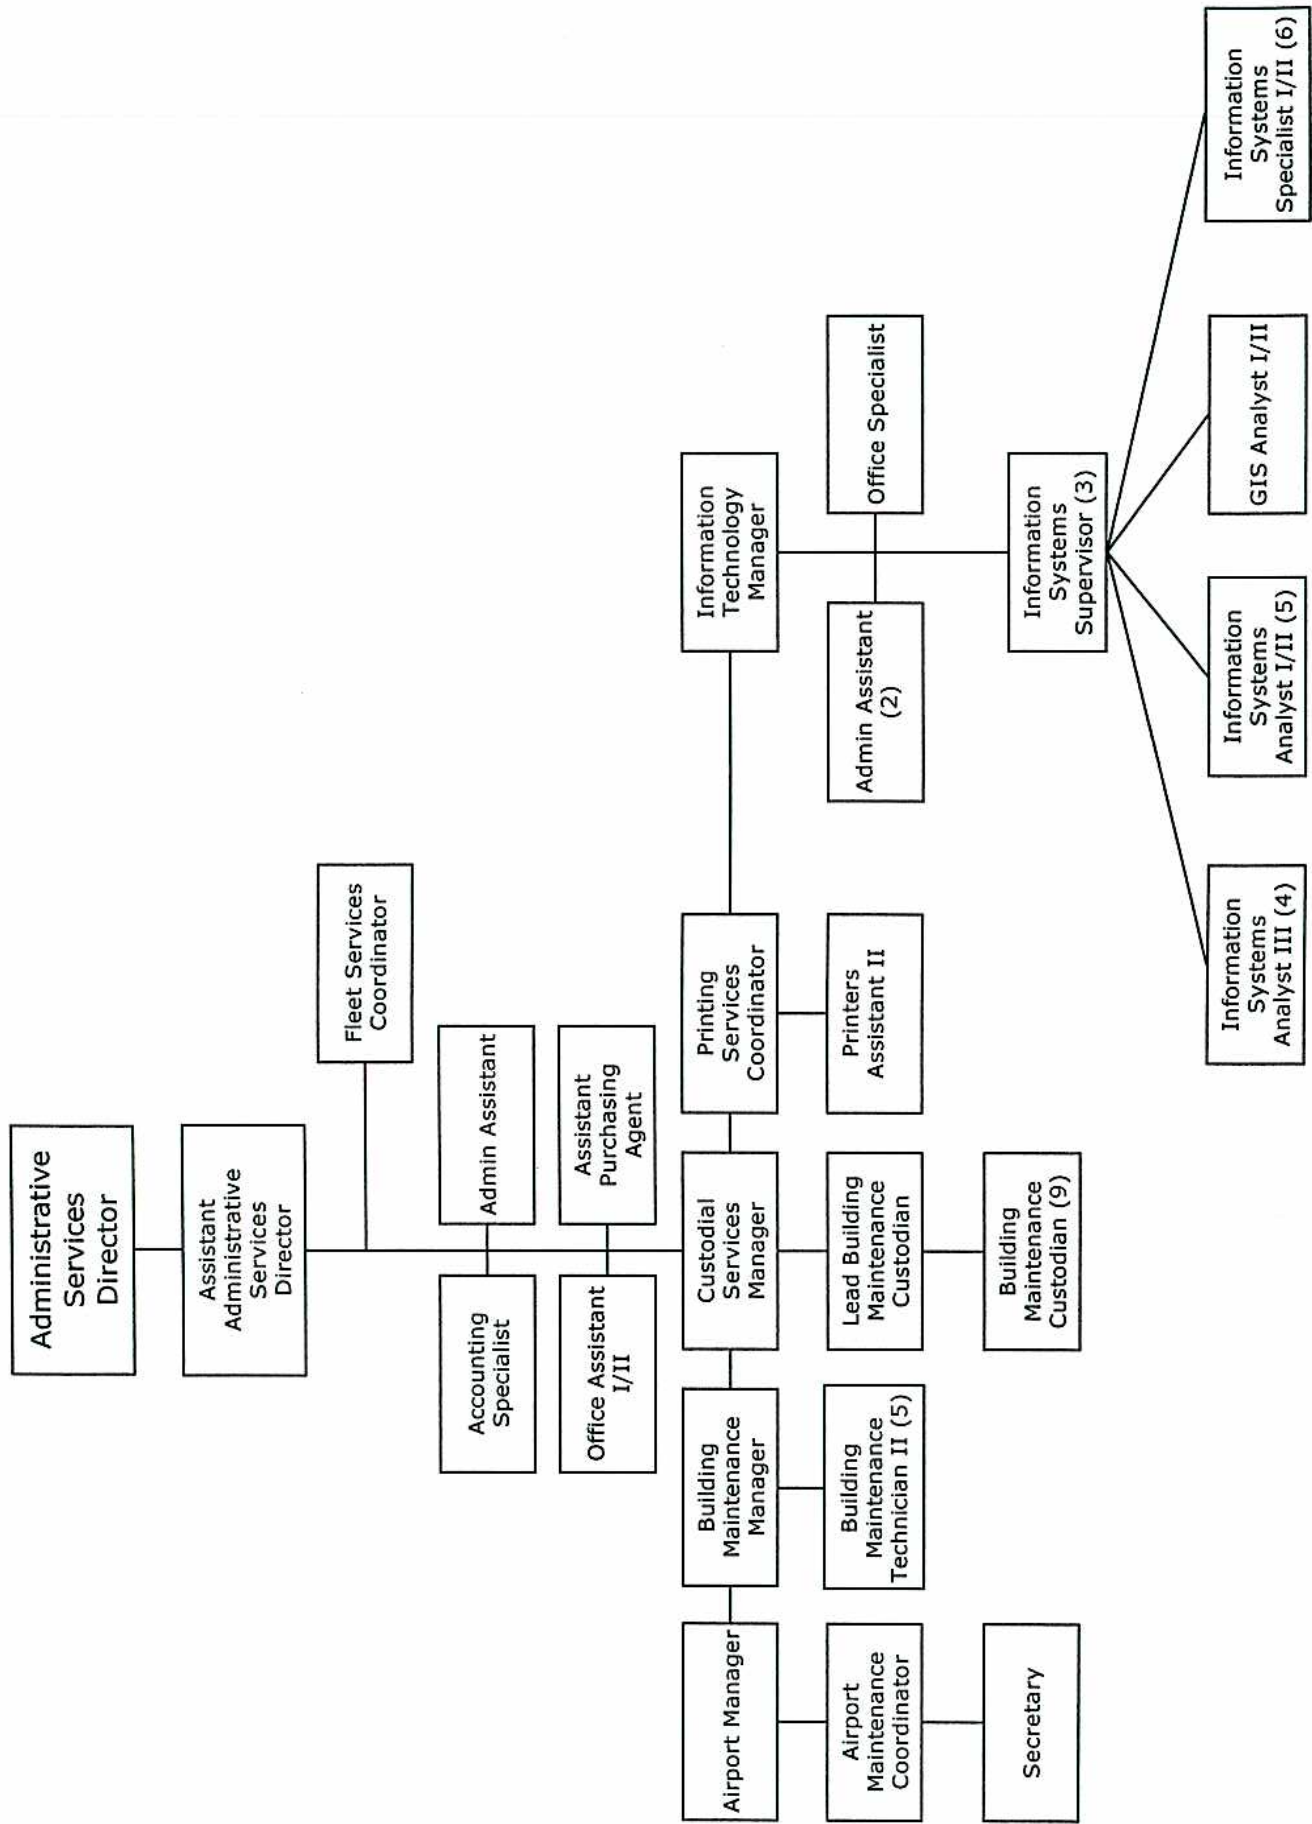 Administrative
Services
Director
Assistant
Administrative
Services
Director
Fleet Services
Coordinator
Accounting
Specialist
Admin Assistant
Office Assistant
I/II
Assistant
Purchasing
Agent
Airport Manager
Building
Maintenance
Manager
Custodial
Services
Manager
Printing
Services
Coordinator
Information
Technology
Manager
Airport
Maintenance
Coordinator
Building
Maintenance
Technician II (5)
Lead Building
Maintenance
Custodian
Printers
Assistant II
Admin Assistant
(2)
Office Specialist
Secretary
Building
Maintenance
Custodian (9)
Information
Systems
Supervisor (3)
Information
Systems
Analyst III (4)
Information
Systems
Analyst I/II (5)
GIS Analyst I/II
Information
Systems
Specialist I/II (6)